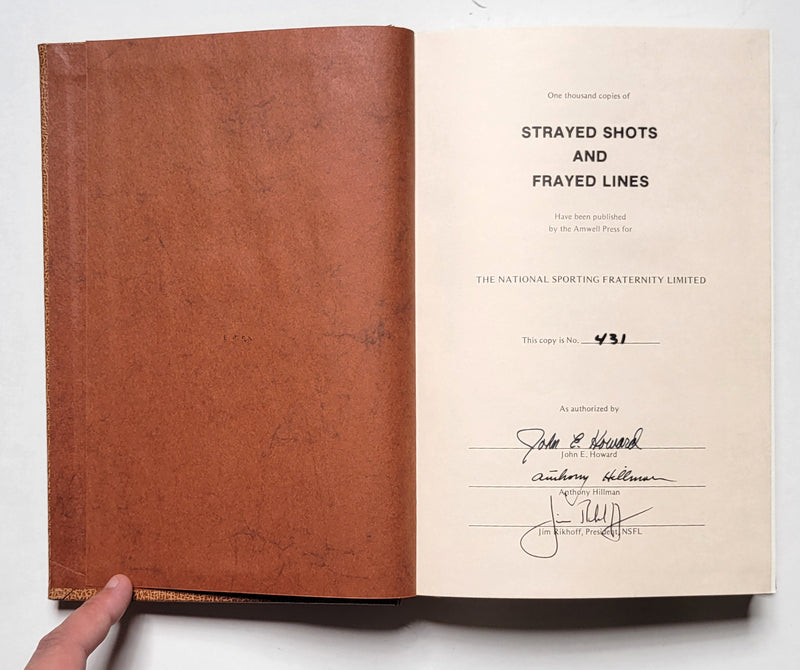 One thousand copies of
STRAYED SHOTS
AND
FRAYED LINES
Have been published
by the Amwell Press for
THE NATIONAL SPORTING FRATERNITY LIMITED
This copy is No. 431
As authorized by
John E. Howard
John E. Howard
Anthony Hillman
Anthony Hillman
Jim Rikhoff
Jim Rikhoff, President, NSFL